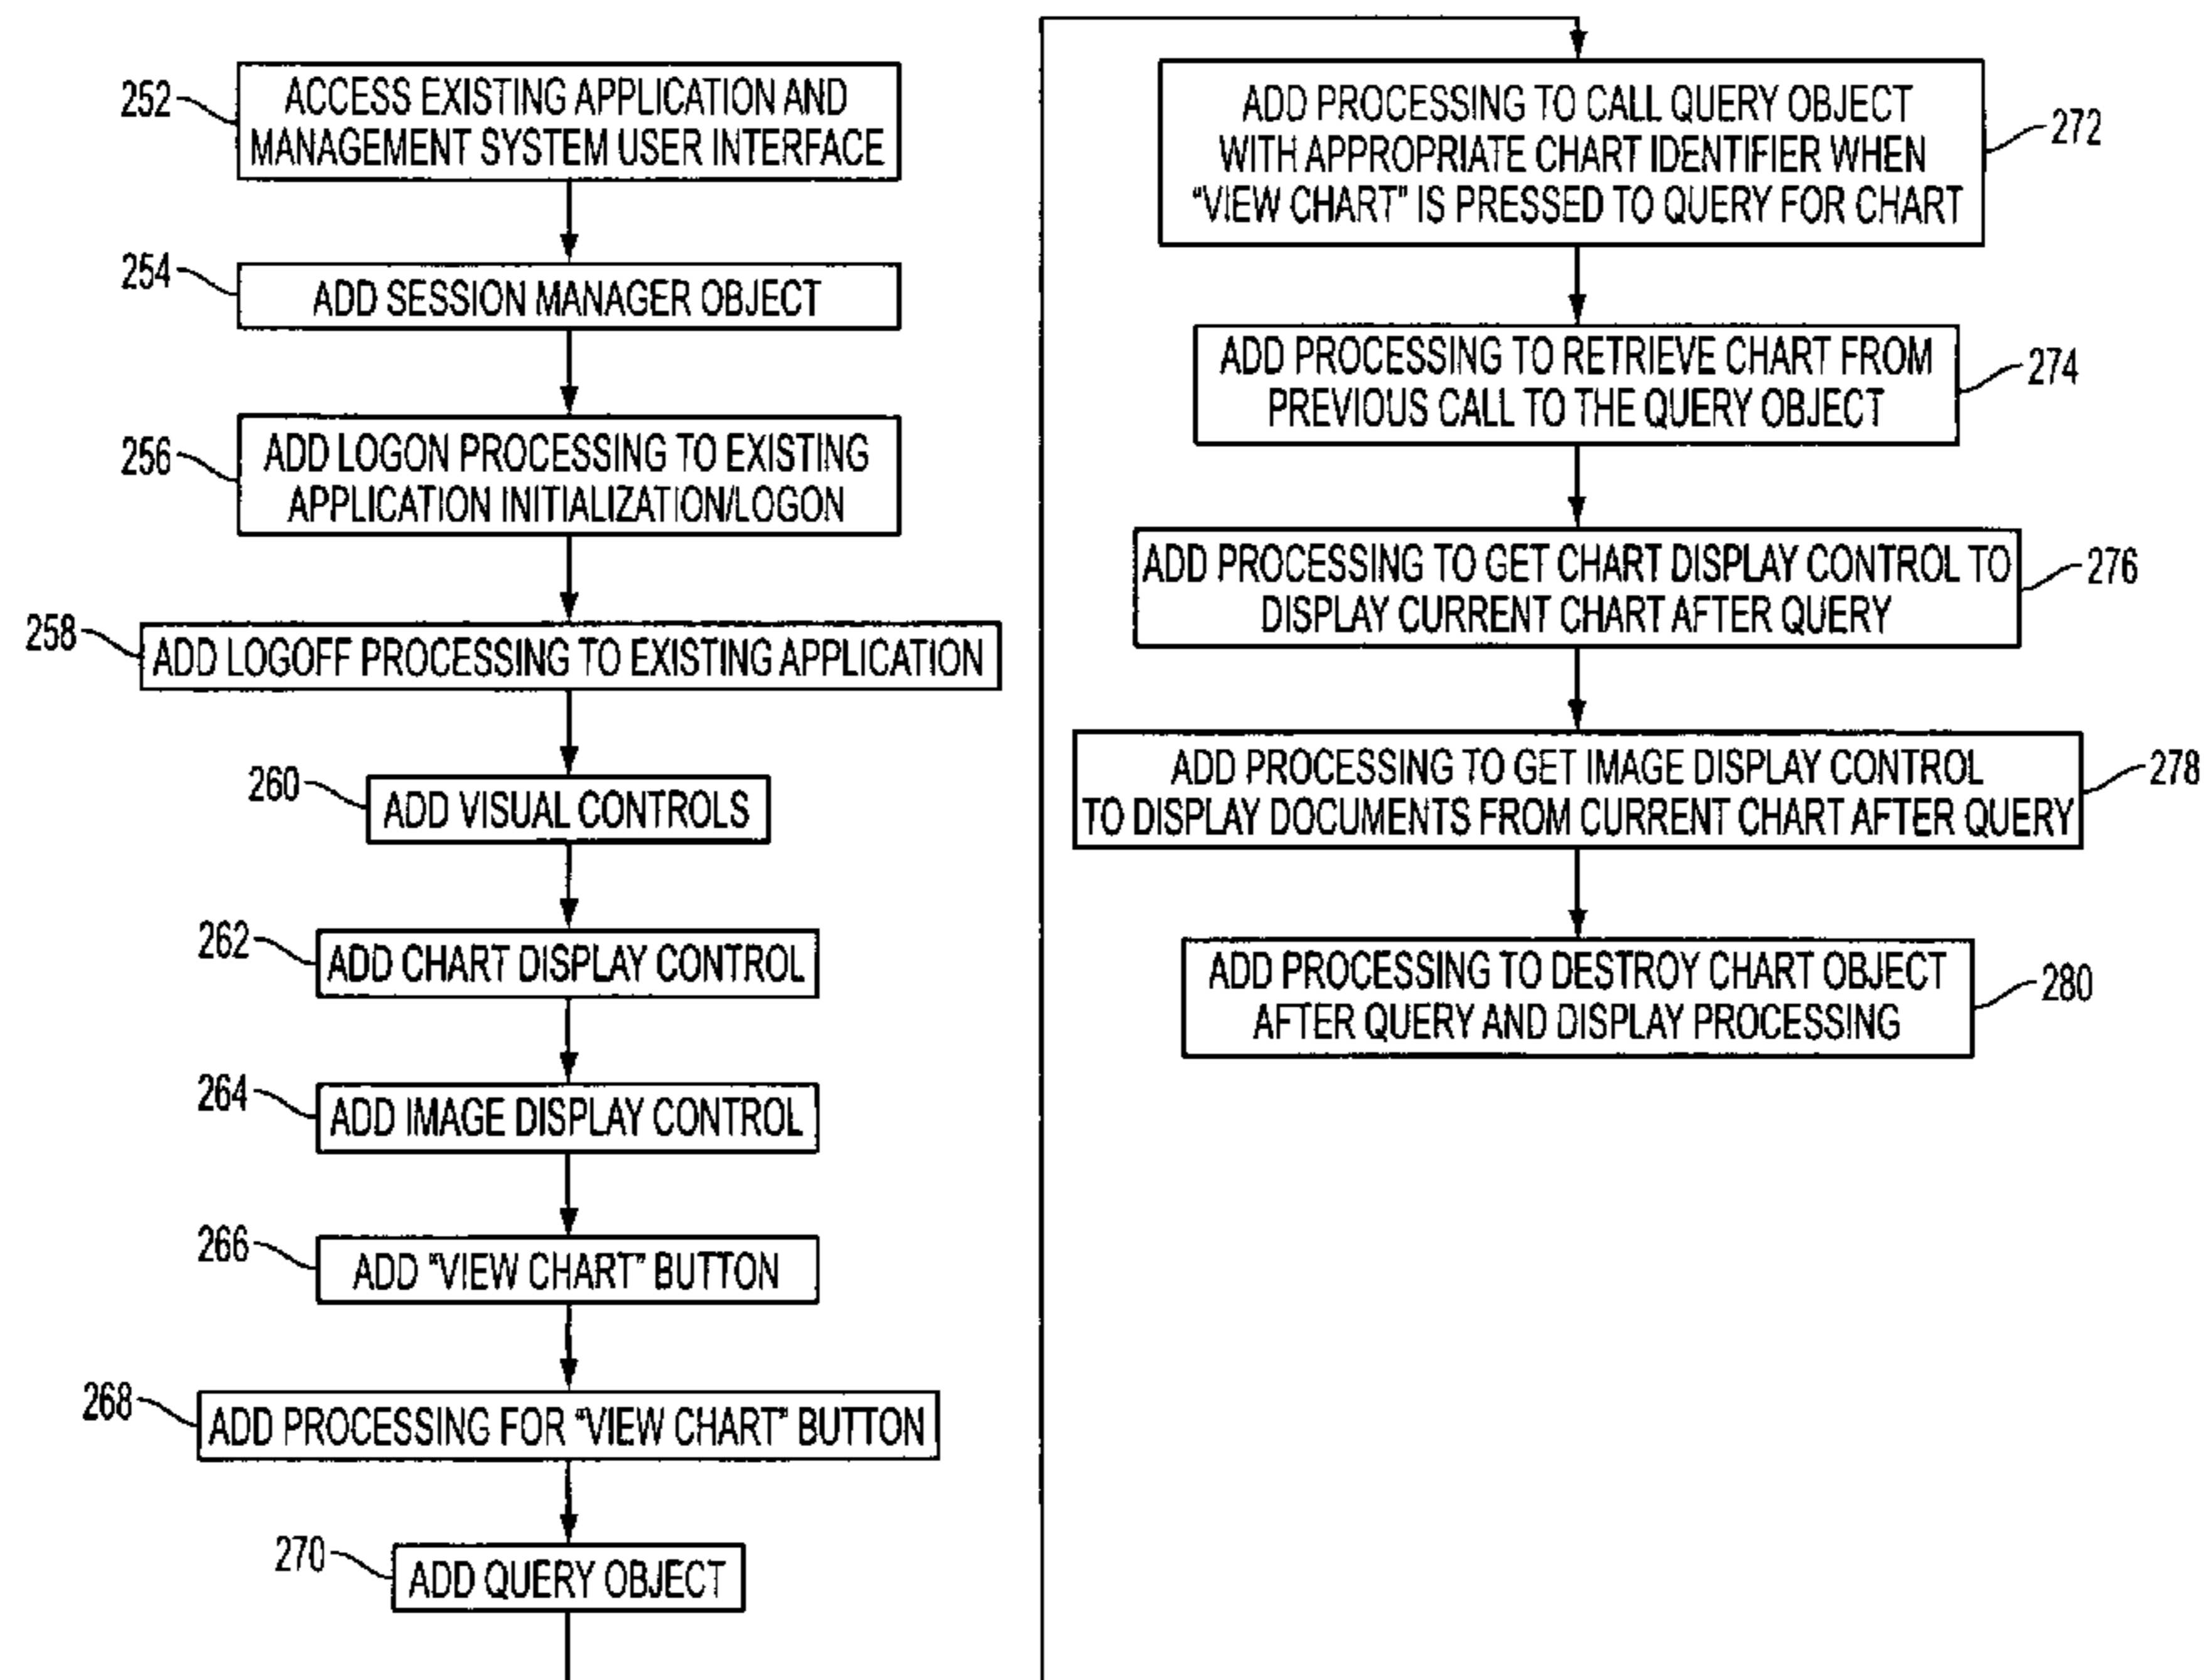 252
ACCESS EXISTING APPLICATION AND
MANAGEMENT SYSTEM USER INTERFACE
254
ADD SESSION MANAGER OBJECT
256
ADD LOGON PROCESSING TO EXISTING
APPLICATION INITIALIZATION/LOGON
258
ADD LOGOFF PROCESSING TO EXISTING APPLICATION
260
ADD VISUAL CONTROLS
262
ADD CHART DISPLAY CONTROL
264
ADD IMAGE DISPLAY CONTROL
266
ADD "VIEW CHART" BUTTON
268
ADD PROCESSING FOR "VIEW CHART" BUTTON
270
ADD QUERY OBJECT
ADD PROCESSING TO CALL QUERY OBJECT
WITH APPROPRIATE CHART IDENTIFIER WHEN
"VIEW CHART" IS PRESSED TO QUERY FOR CHART
272
ADD PROCESSING TO RETRIEVE CHART FROM
PREVIOUS CALL TO THE QUERY OBJECT
274
ADD PROCESSING TO GET CHART DISPLAY CONTROL TO
DISPLAY CURRENT CHART AFTER QUERY
276
ADD PROCESSING TO GET IMAGE DISPLAY CONTROL
TO DISPLAY DOCUMENTS FROM CURRENT CHART AFTER QUERY
278
ADD PROCESSING TO DESTROY CHART OBJECT
AFTER QUERY AND DISPLAY PROCESSING
280